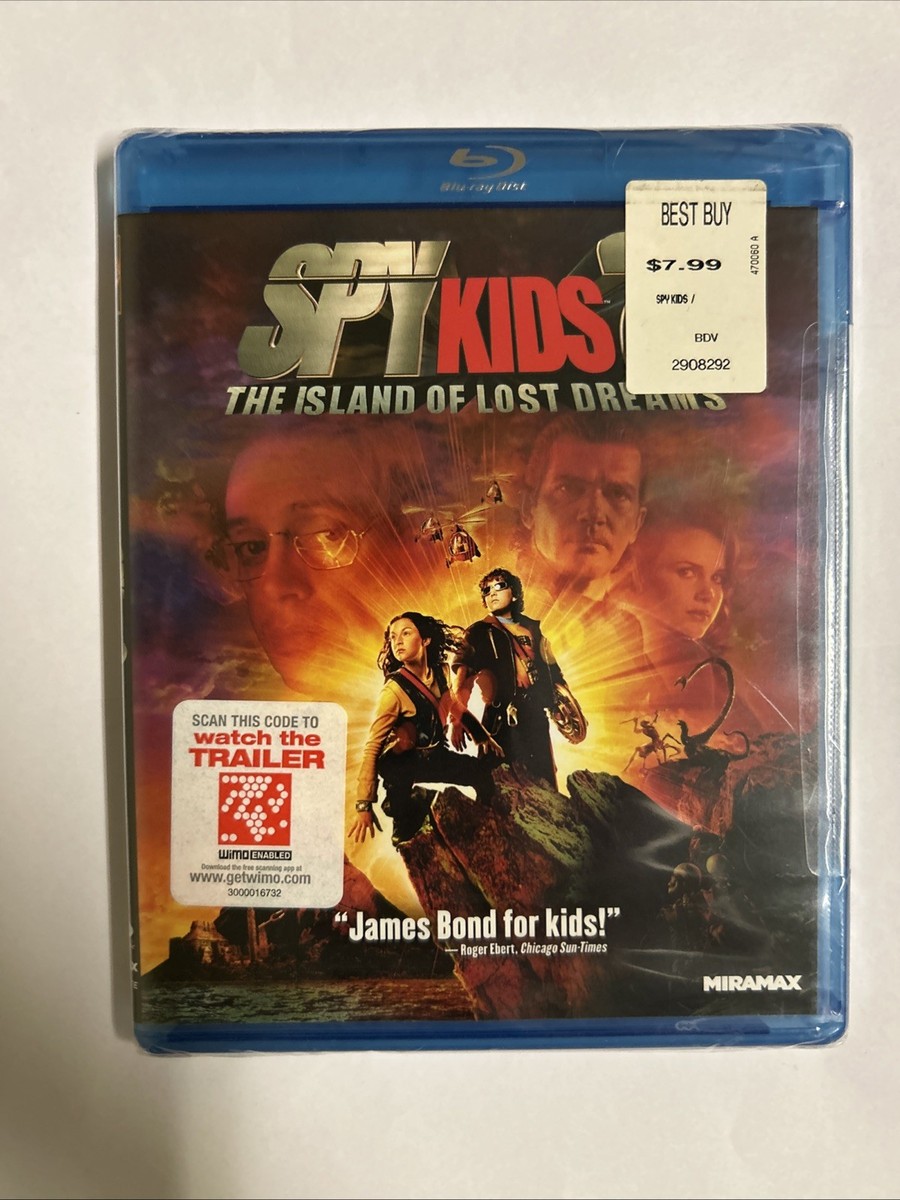 Blu-ray Disc
BEST BUY
$7.99
470060 A
SPY KIDS /
BDV
2908292
SPY KIDS™
THE ISLAND OF LOST DREAMS
SCAN THIS CODE TO
watch the
TRAILER
WiMO ENABLED
Download the free scanning app at
www.getwimo.com
3000016732
“James Bond for kids!”
— Roger Ebert, Chicago Sun-Times
MIRAMAX